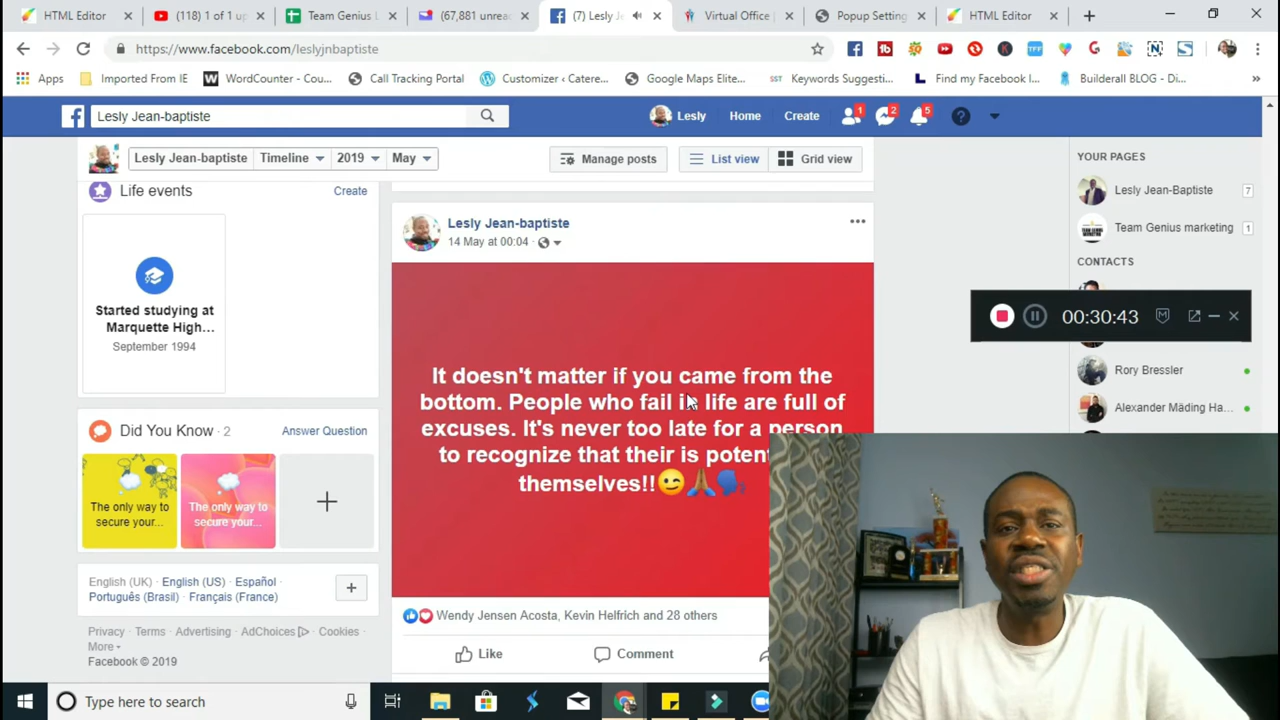 HTML Editor
(118) 1 of 1 up
Team Genius L
(67,881 unrea
(7) Lesly Je
Virtual Office |
Popup Setting
HTML Editor
https://www.facebook.com/leslyjnbaptiste
Apps
Imported From IE
WordCounter - Cou...
Call Tracking Portal
Customizer ‹ Catere...
Google Maps Elite...
SST
Keywords Suggesti...
Find my Facebook I...
Builderall BLOG - Di...
»
Lesly Jean-baptiste
Lesly
Home
Create
1
2
5
Lesly Jean-baptiste
Timeline
2019
May
Manage posts
List view
Grid view
YOUR PAGES
Lesly Jean-Baptiste
7
Team Genius marketing
1
CONTACTS
Rory Bressler
Alexander Mäding Ha...
00:30:43
Life events
Create
Started studying at
Marquette High...
September 1994
Did You Know · 2
Answer Question
The only way to
secure your...
The only way to
secure your...
English (UK) · English (US) · Español ·
Português (Brasil) · Français (France)
Privacy · Terms · Advertising · AdChoices · Cookies ·
More
Facebook © 2019
Lesly Jean-baptiste
14 May at 00:04 ·
It doesn't matter if you came from the
bottom. People who fail in life are full of
excuses. It's never too late for a person
to recognize that their is potent
themselves!!😉🙏🗣
Wendy Jensen Acosta, Kevin Helfrich and 28 others
Like
Comment
Type here to search